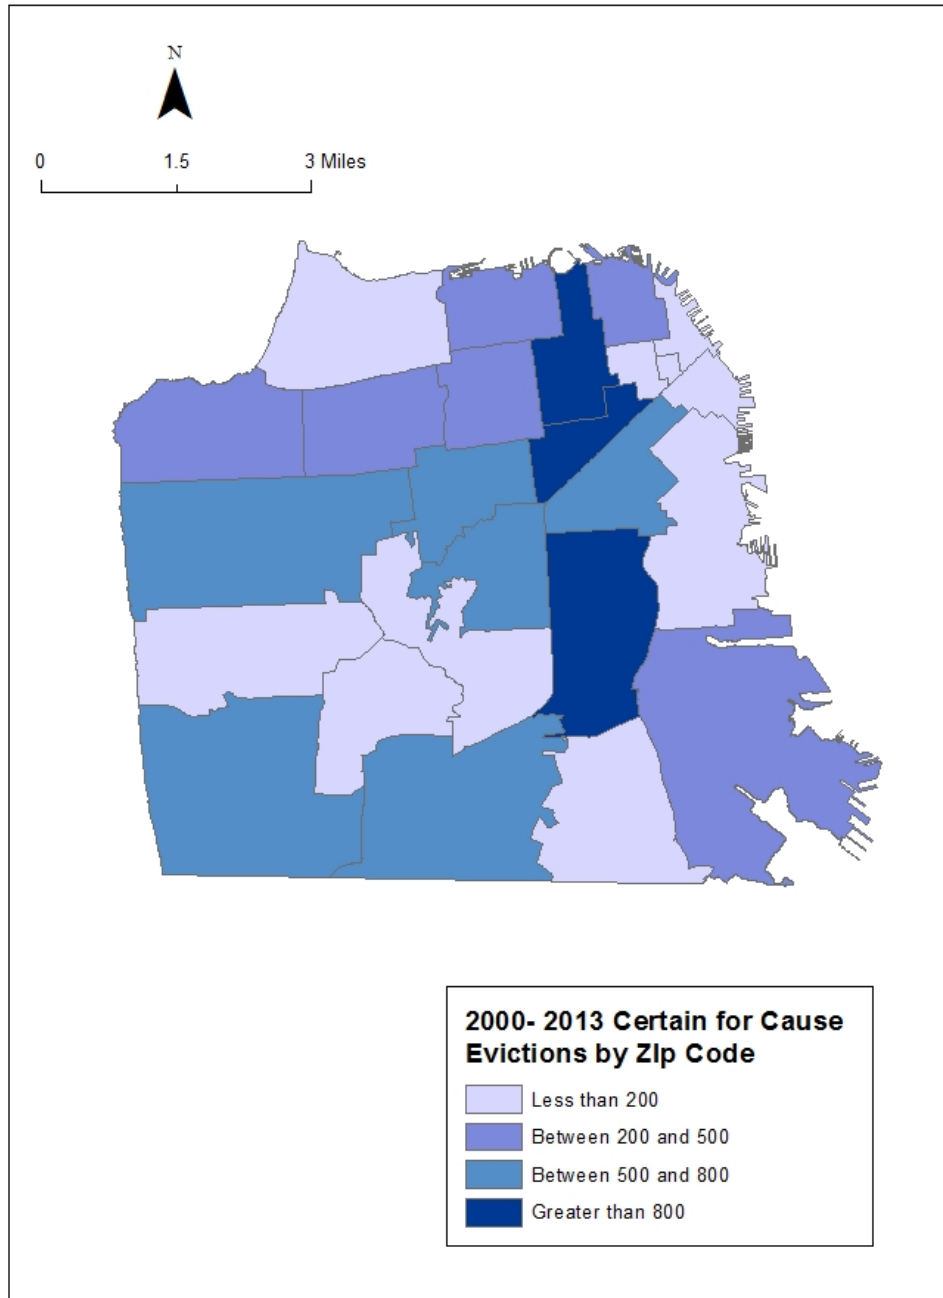 N
0 1.5 3 Miles
2000- 2013 Certain for Cause
Evictions by ZIp Code
Less than 200
Between 200 and 500
Between 500 and 800
Greater than 800